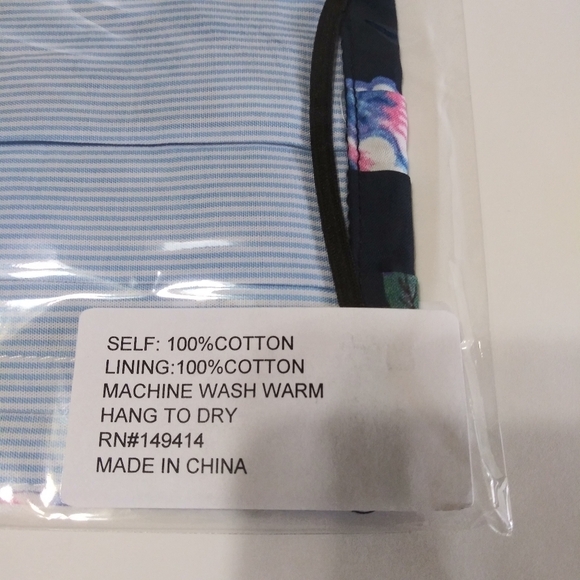 SELF: 100%COTTON
LINING:100%COTTON
MACHINE WASH WARM
HANG TO DRY
RN#149414
MADE IN CHINA